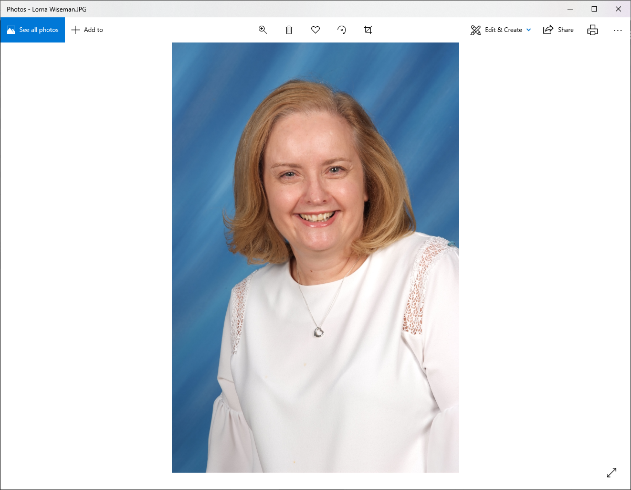 Photos - Lorna Wiseman.JPG
See all photos
Add to
Edit & Create
Share